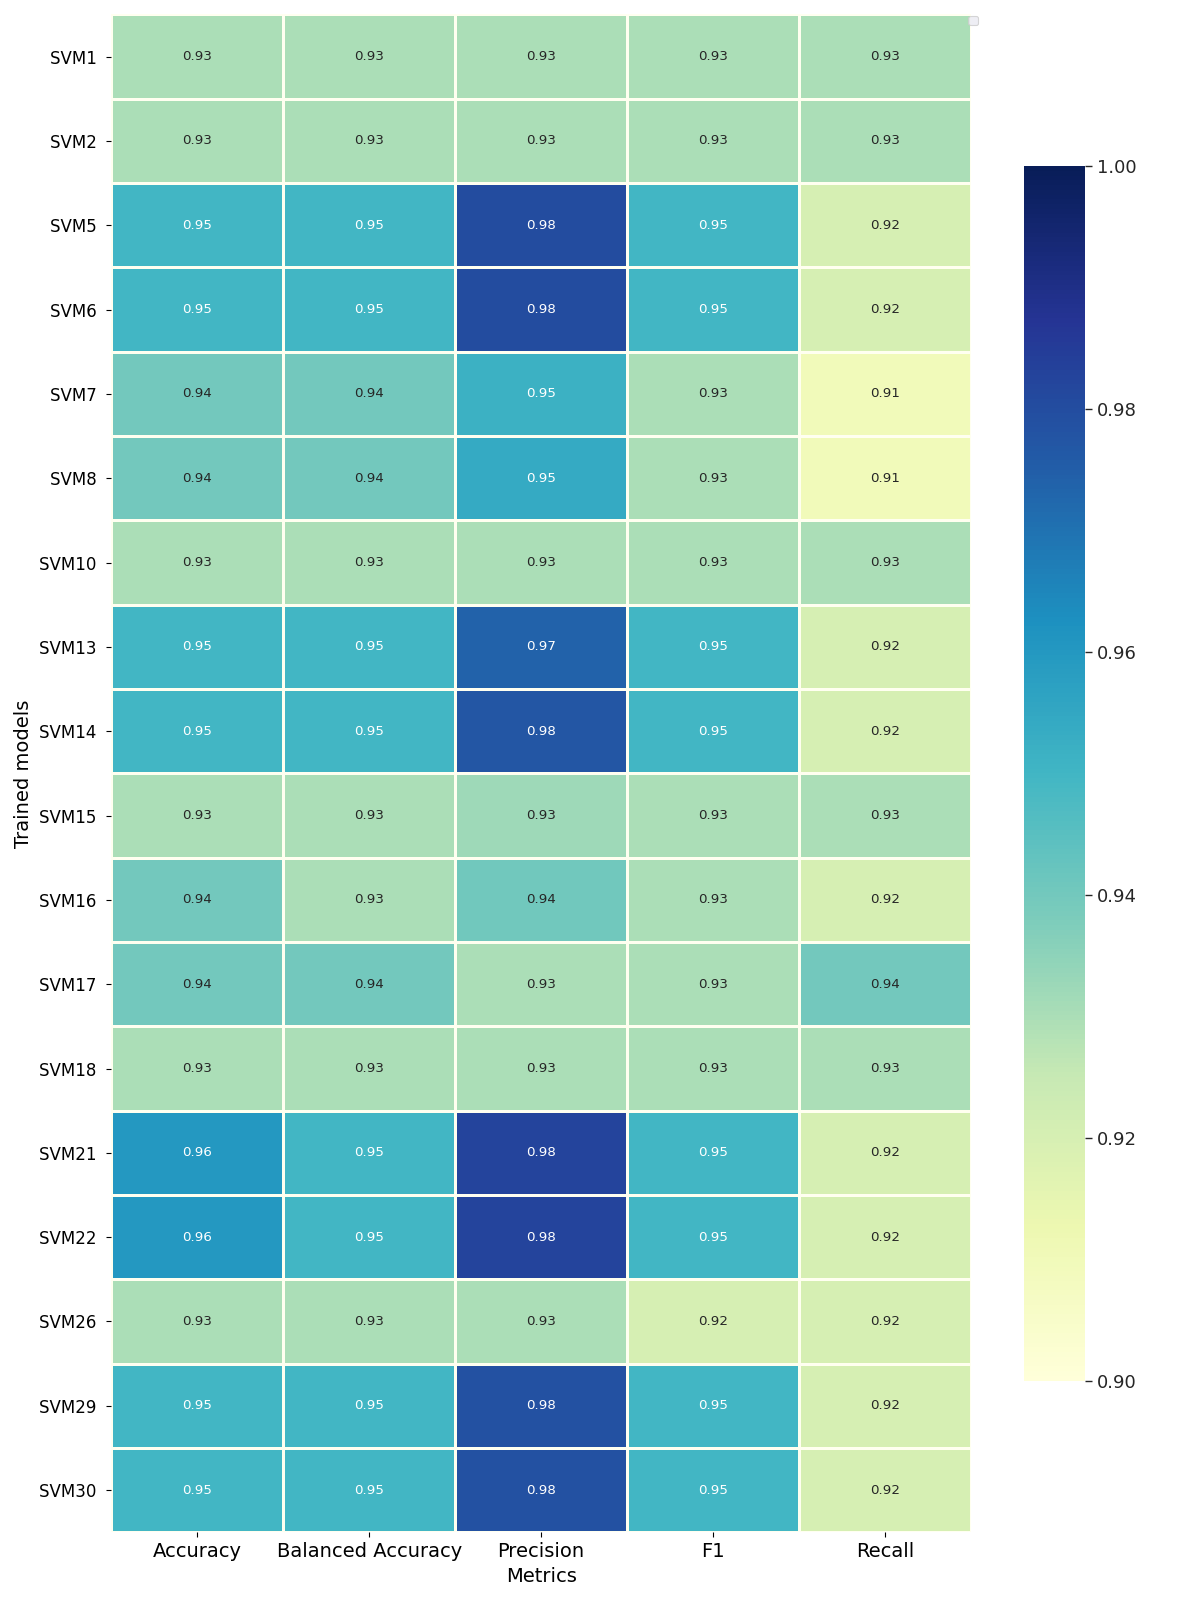 SVM1 0.93 0.93 0.93 0.93 0.93
SVM2 0.93 0.93 0.93 0.93 0.93
SVM5 0.95 0.95 0.98 0.95 0.92
SVM6 0.95 0.95 0.98 0.95 0.92
SVM7 0.94 0.94 0.95 0.93 0.91
SVM8 0.94 0.94 0.95 0.93 0.91
SVM10 0.93 0.93 0.93 0.93 0.93
SVM13 0.95 0.95 0.97 0.95 0.92
SVM14 0.95 0.95 0.98 0.95 0.92
SVM15 0.93 0.93 0.93 0.93 0.93
SVM16 0.94 0.93 0.94 0.93 0.92
SVM17 0.94 0.94 0.93 0.93 0.94
SVM18 0.93 0.93 0.93 0.93 0.93
SVM21 0.96 0.95 0.98 0.95 0.92
SVM22 0.96 0.95 0.98 0.95 0.92
SVM26 0.93 0.93 0.93 0.92 0.92
SVM29 0.95 0.95 0.98 0.95 0.92
SVM30 0.95 0.95 0.98 0.95 0.92
Accuracy Balanced Accuracy Precision F1 Recall
Metrics
Trained models
1.00
0.98
0.96
0.94
0.92
0.90